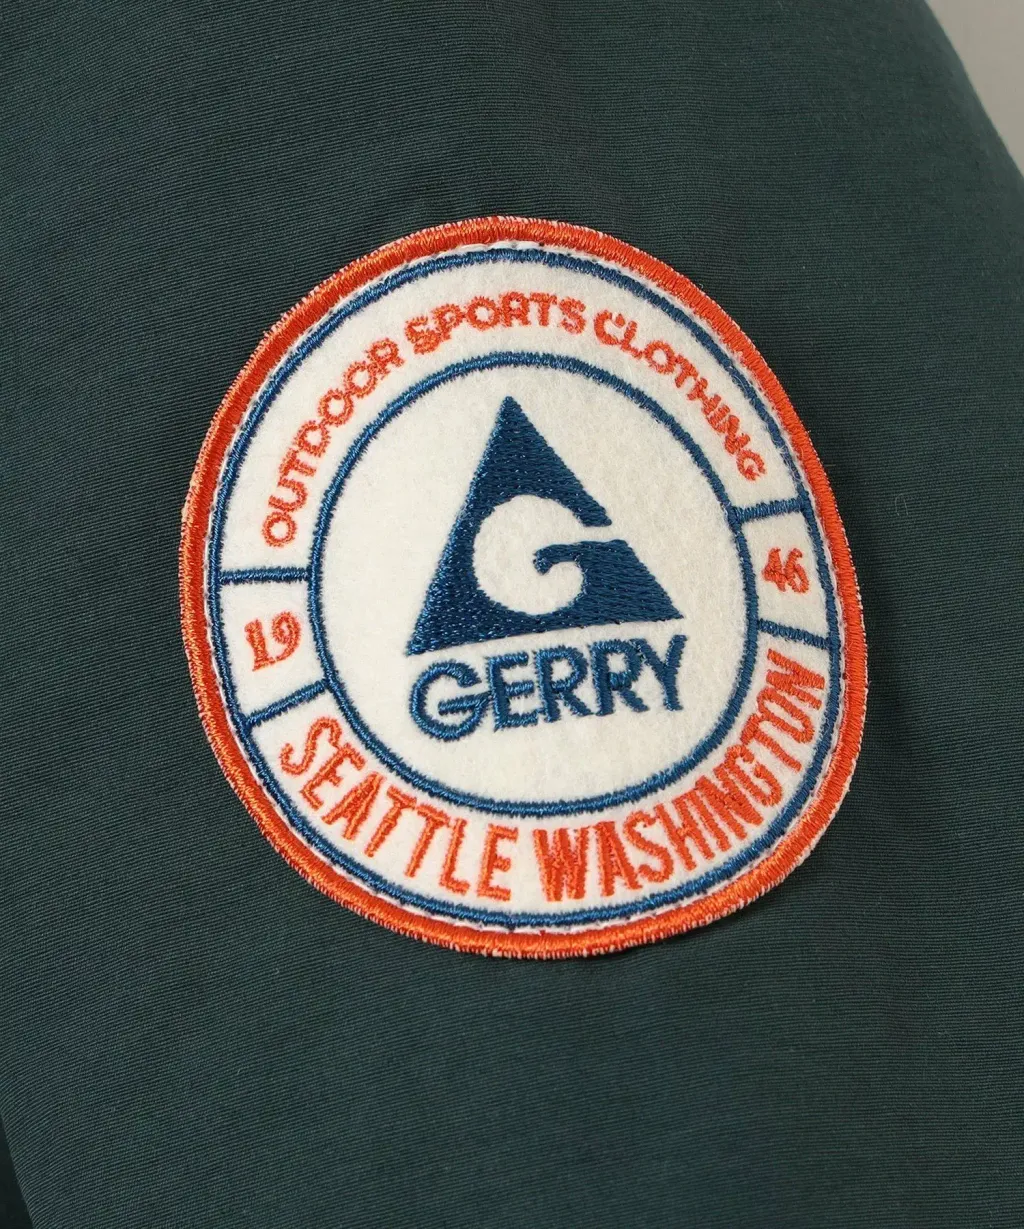 OUTDOOR SPORTS CLOTHING
G
GERRY
19 46
SEATTLE WASHINGTON